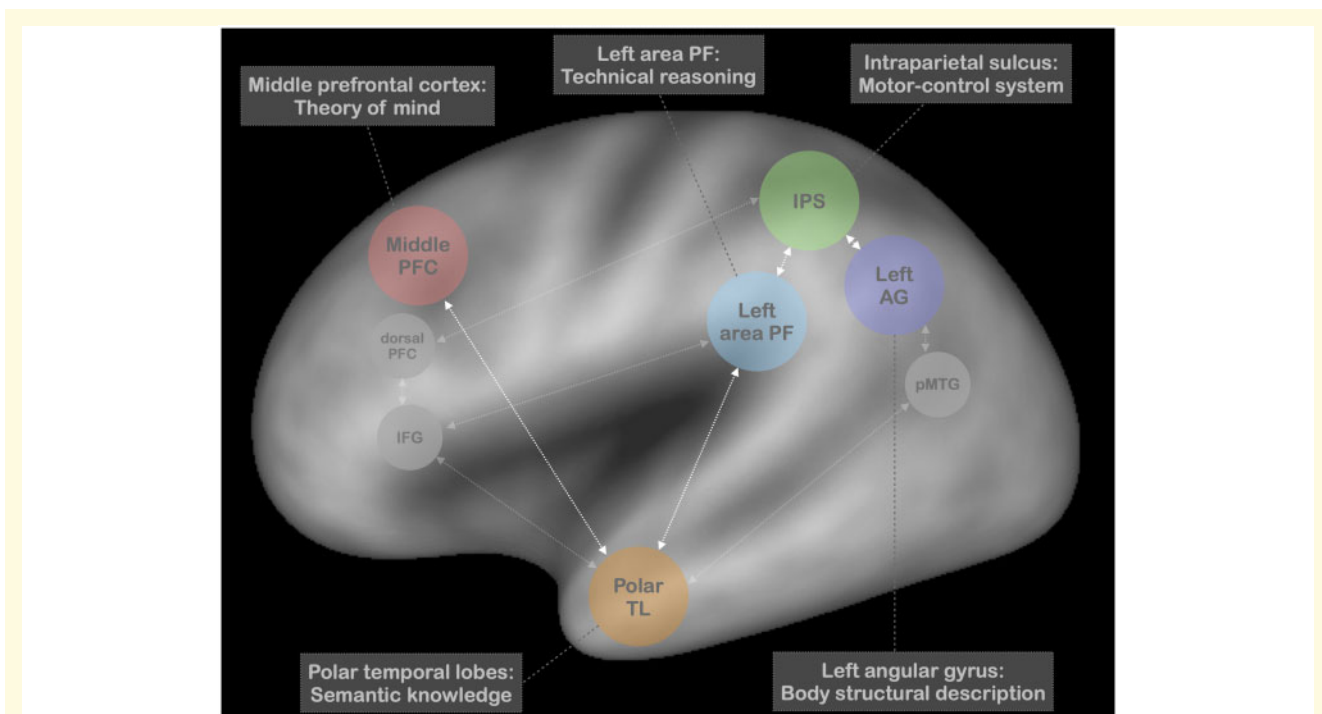 Left area PF:
Technical reasoning
Intraparietal sulcus:
Motor-control system
Middle prefrontal cortex:
Theory of mind
IPS
Middle
PFC
Left
AG
Left
area PF
dorsal
PFC
pMTG
IFG
Polar
TL
Polar temporal lobes:
Semantic knowledge
Left angular gyrus:
Body structural description